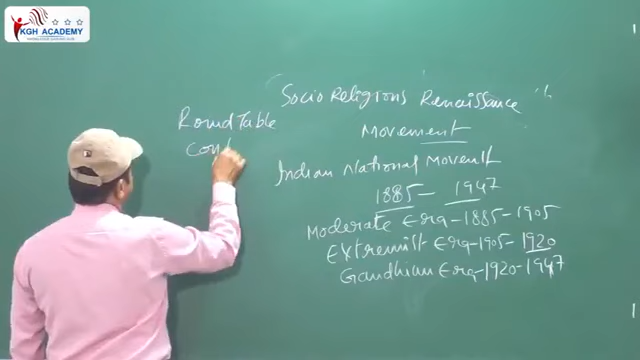 KGH ACADEMY
Socio Religious Renaissance
Movement
Indian National Movemt
1885 - 1947
Moderate Era - 1885 - 1905
Extremist Era - 1905 - 1920
Gandhian Era - 1920 - 1947
Round Table
Con